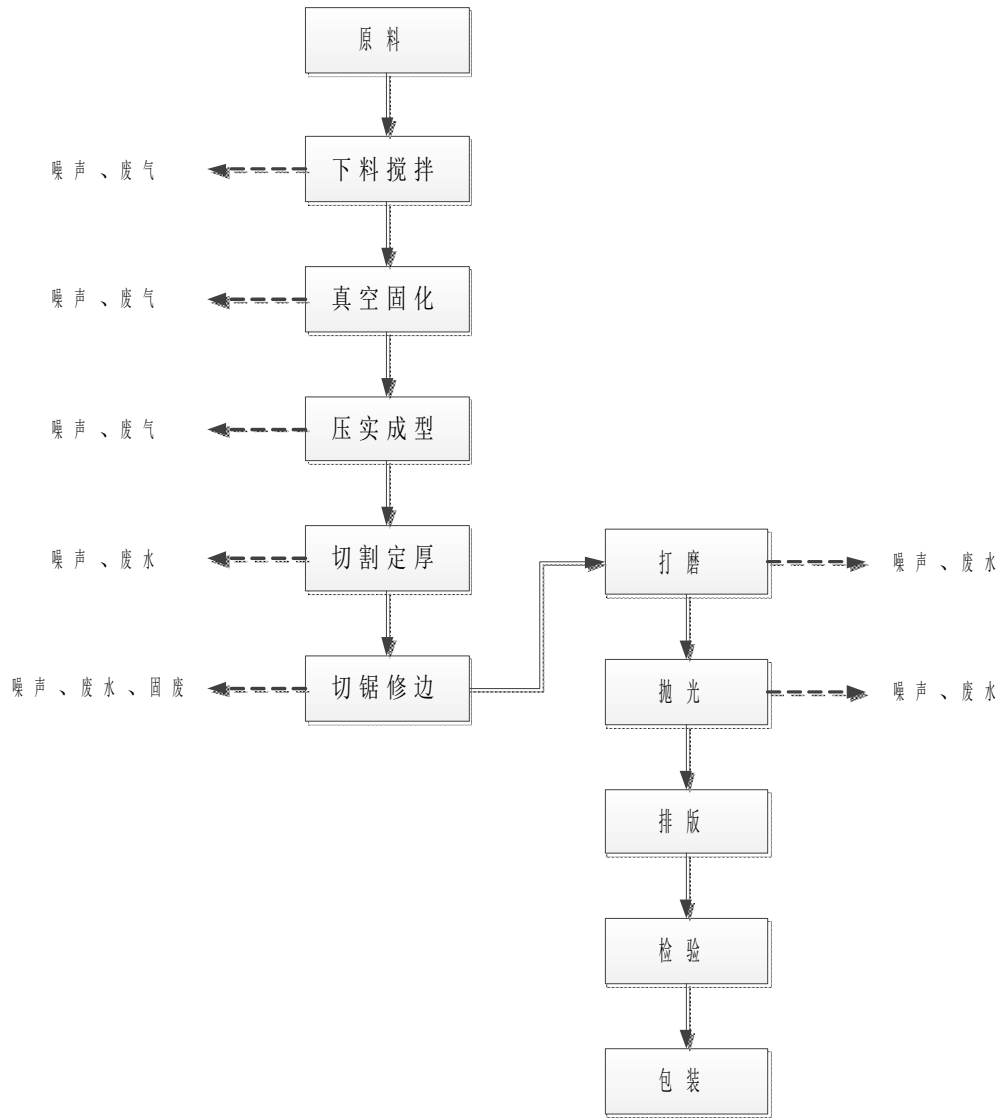 原料
噪声、废气
下料搅拌
噪声、废气
真空固化
噪声、废气
压实成型
噪声、废水
切割定厚
噪声、废水、固废
切锯修边
打磨
噪声、废水
抛光
噪声、废水
排版
检验
包装